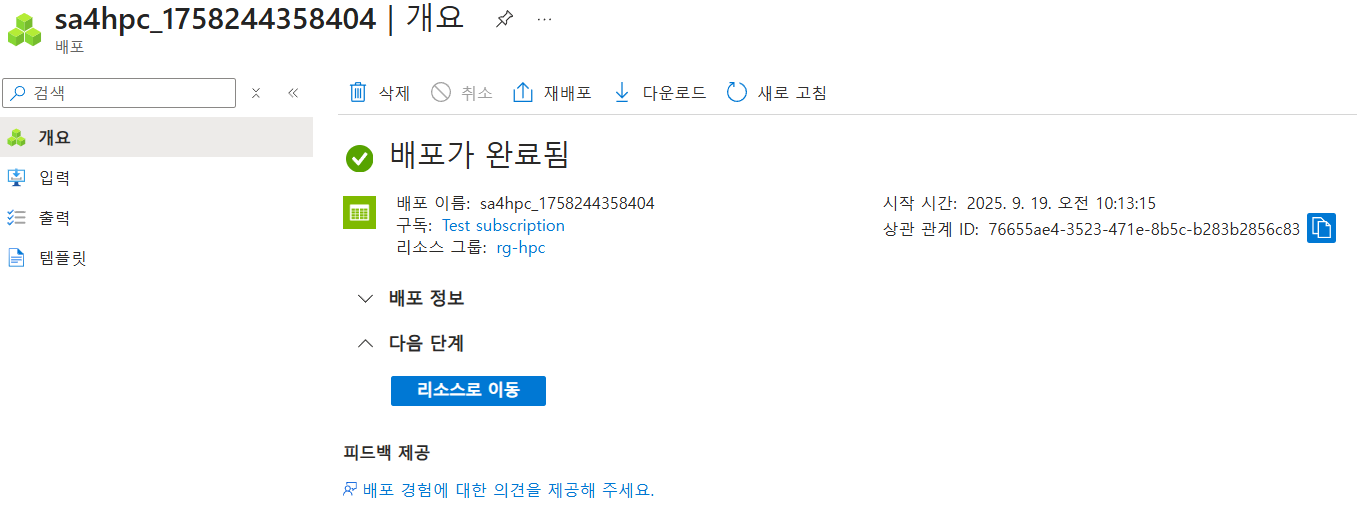 sa4hpc_1758244358404 | 개요
배포
검색
개요
입력
출력
템플릿
삭제 취소 재배포 다운로드 새로 고침
배포가 완료됨
배포 이름: sa4hpc_1758244358404
구독: Test subscription
리소스 그룹: rg-hpc
시작 시간: 2025. 9. 19. 오전 10:13:15
상관 관계 ID: 76655ae4-3523-471e-8b5c-b283b2856c83
배포 정보
다음 단계
리소스로 이동
피드백 제공
배포 경험에 대한 의견을 제공해 주세요.